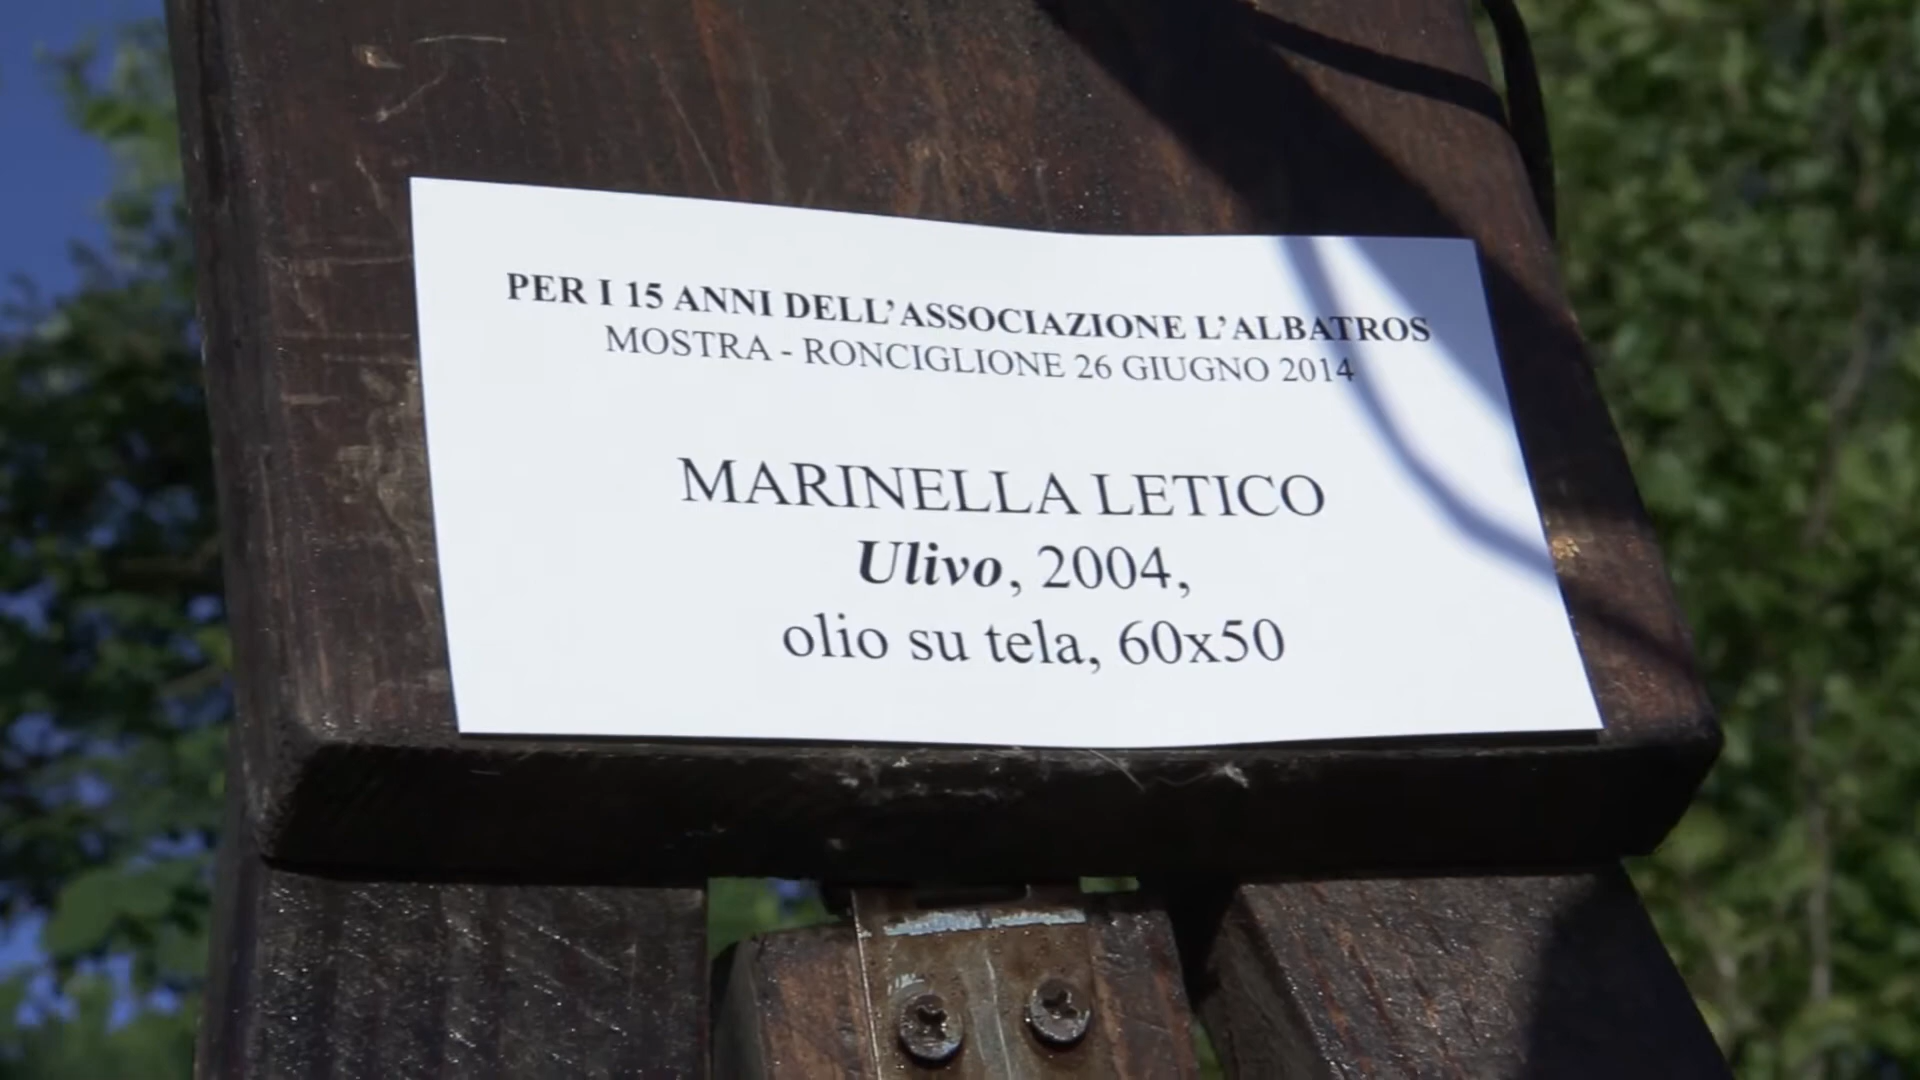 PER I 15 ANNI DELL’ASSOCIAZIONE L’ALBATROS
MOSTRA - RONCIGLIONE 26 GIUGNO 2014
MARINELLA LETICO
Ulivo, 2004,
olio su tela, 60x50